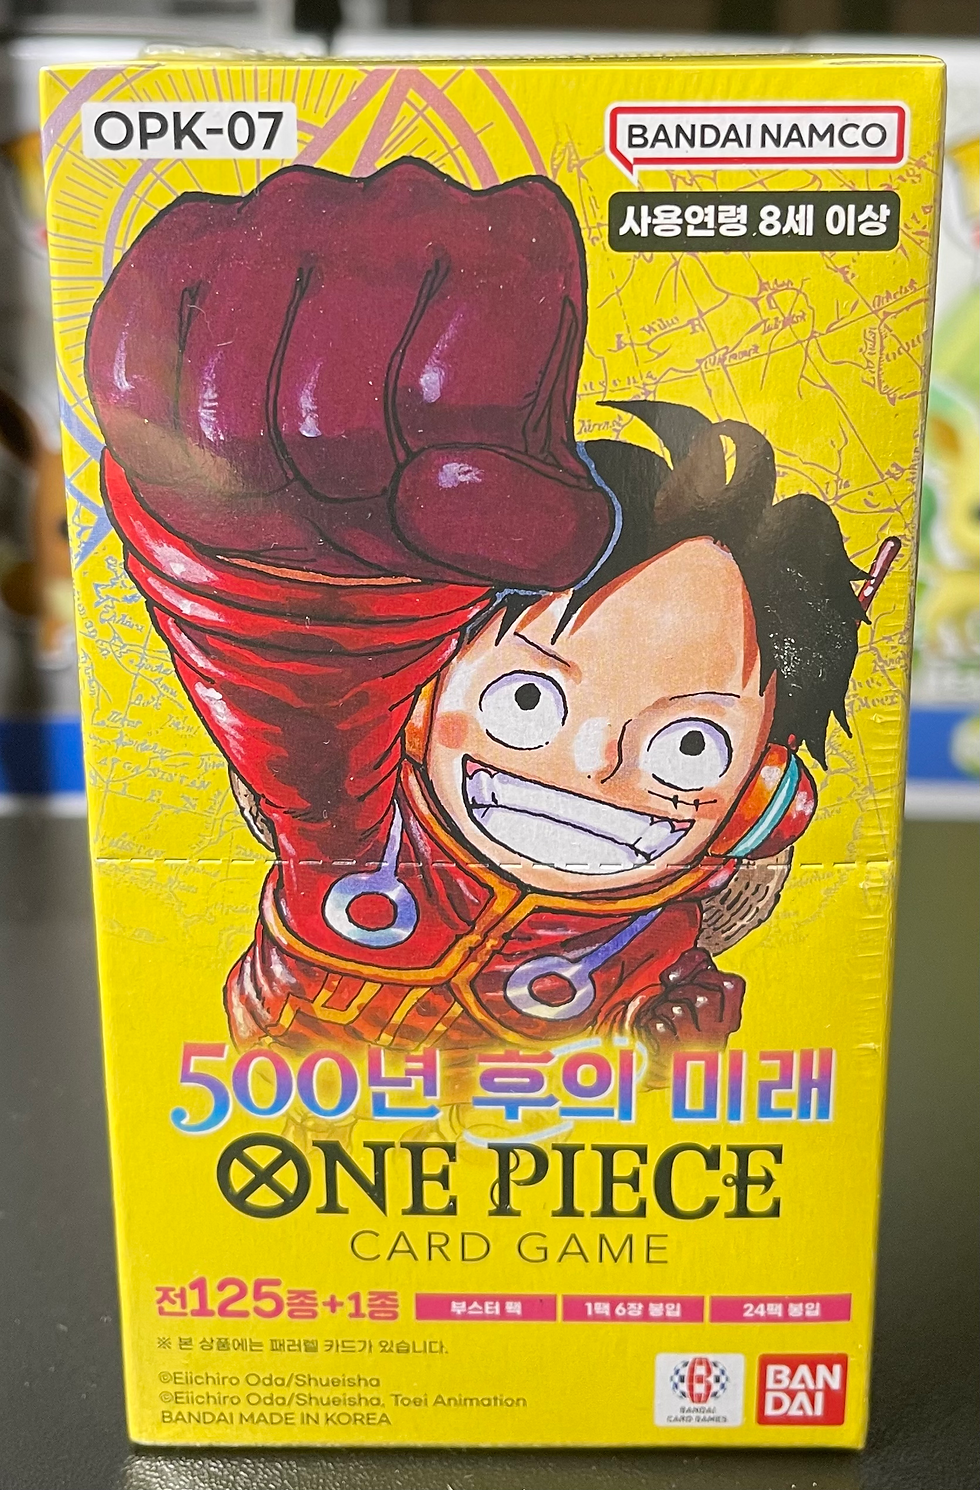 OPK-07
BANDAI NAMCO
사용연령 8세 이상
500년 후의 미래
ONE PIECE
CARD GAME
전125종+1종
부스터 팩
1팩 6장 봉입
24팩 봉입
※ 본 상품에는 패러렐 카드가 있습니다.
©Eiichiro Oda/Shueisha
©Eiichiro Oda/Shueisha, Toei Animation
BANDAI MADE IN KOREA
BANDAI
CARD GAMES
BAN
DAI